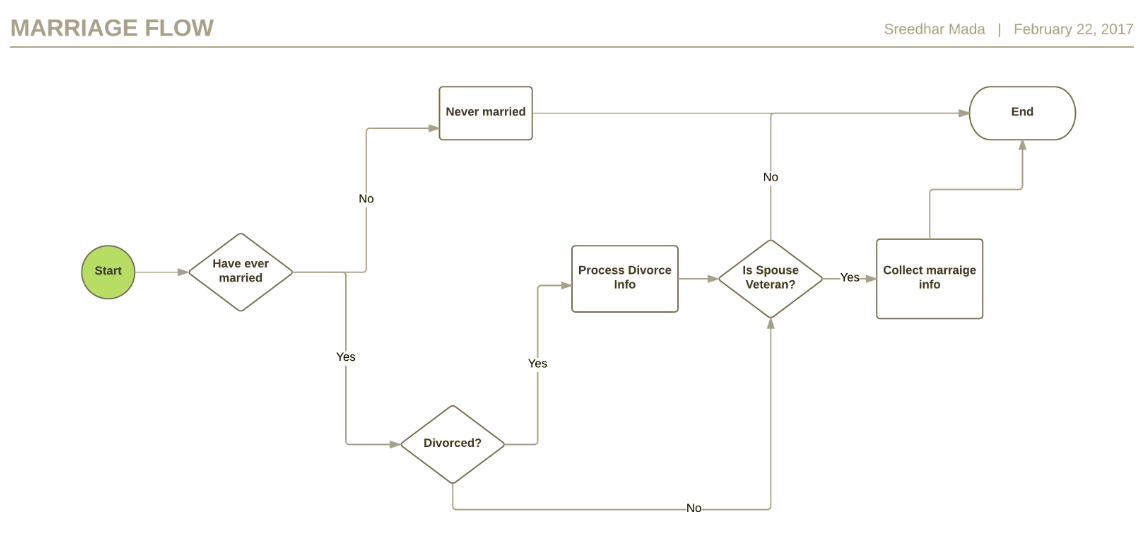 MARRIAGE FLOW
Sreedhar Mada | February 22, 2017
Never married
End
No
No
Start
Have ever
married
Process Divorce
Info
Is Spouse
Veteran?
Yes
Collect marraige
info
Yes
Yes
Divorced?
No